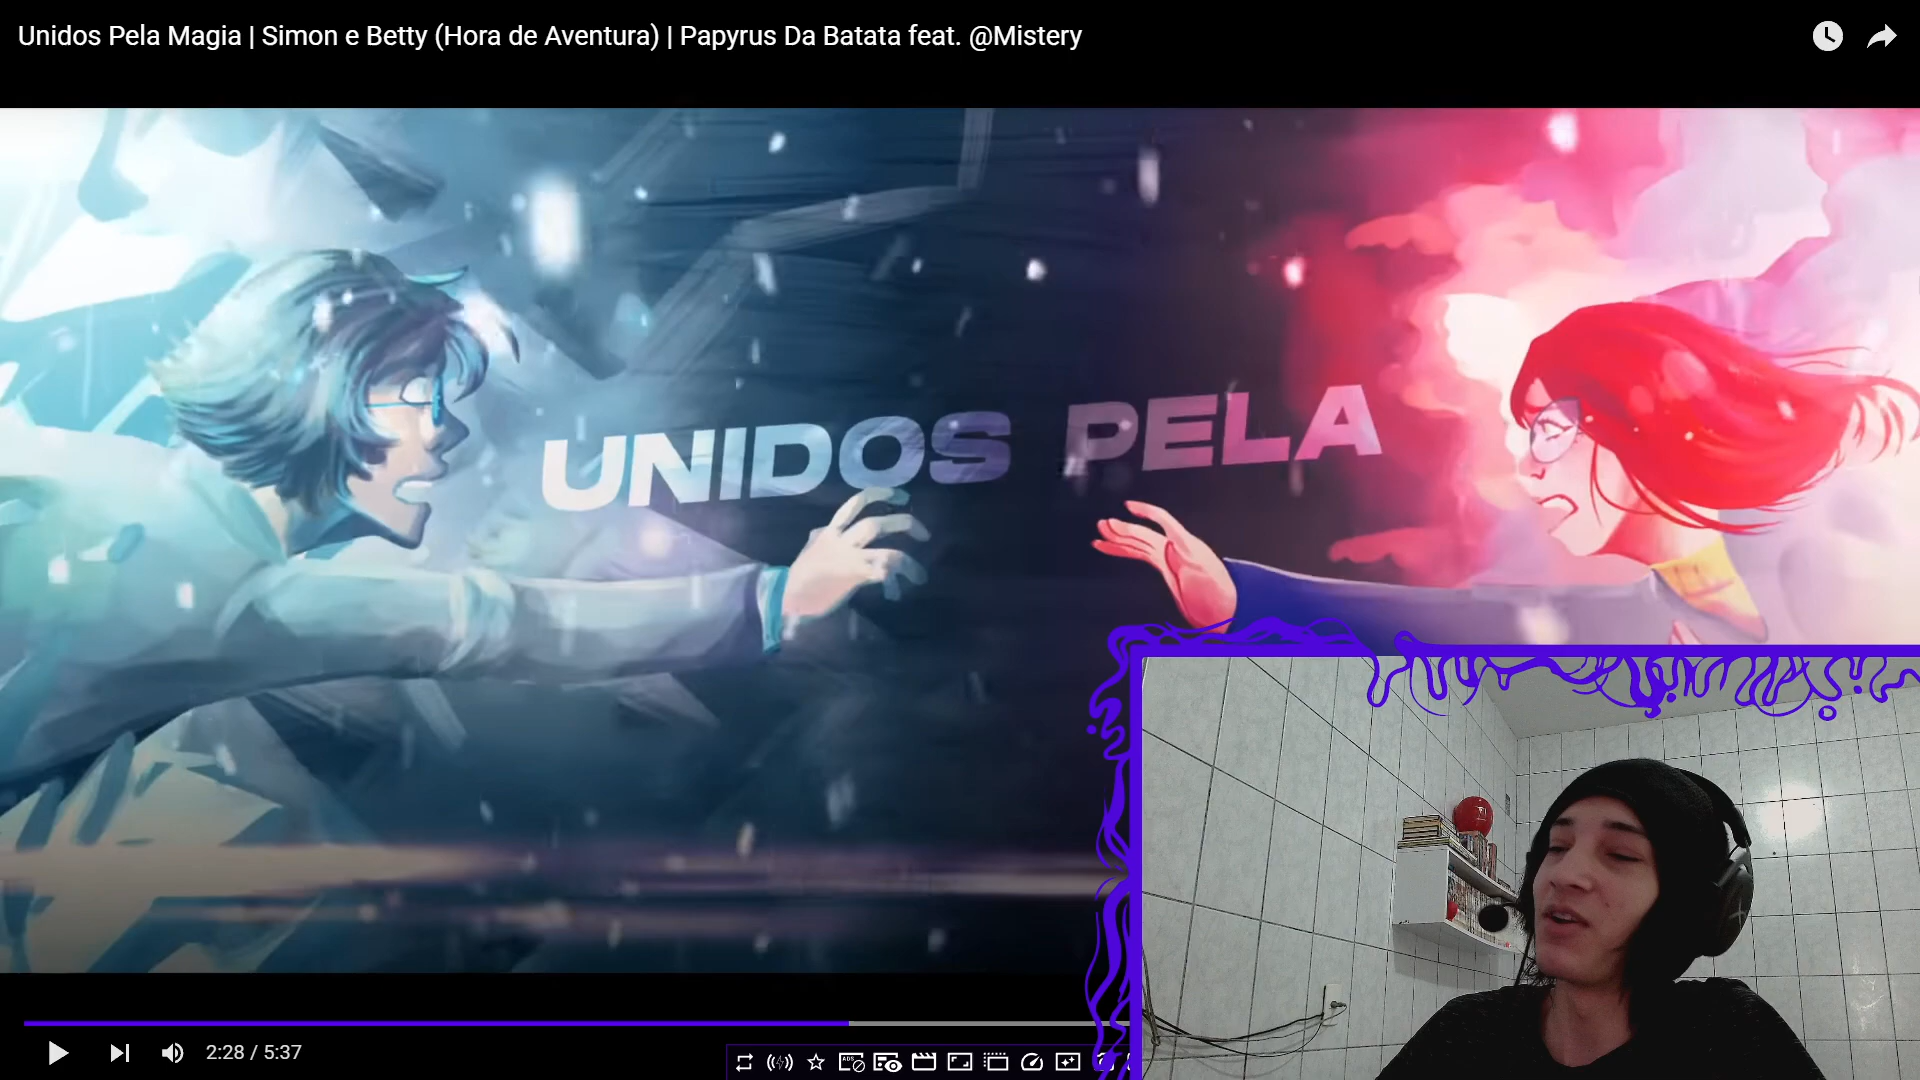 Unidos Pela Magia | Simon e Betty (Hora de Aventura) | Papyrus Da Batata feat. @Mistery
UNIDOS PELA
2:28 / 5:37
ADS